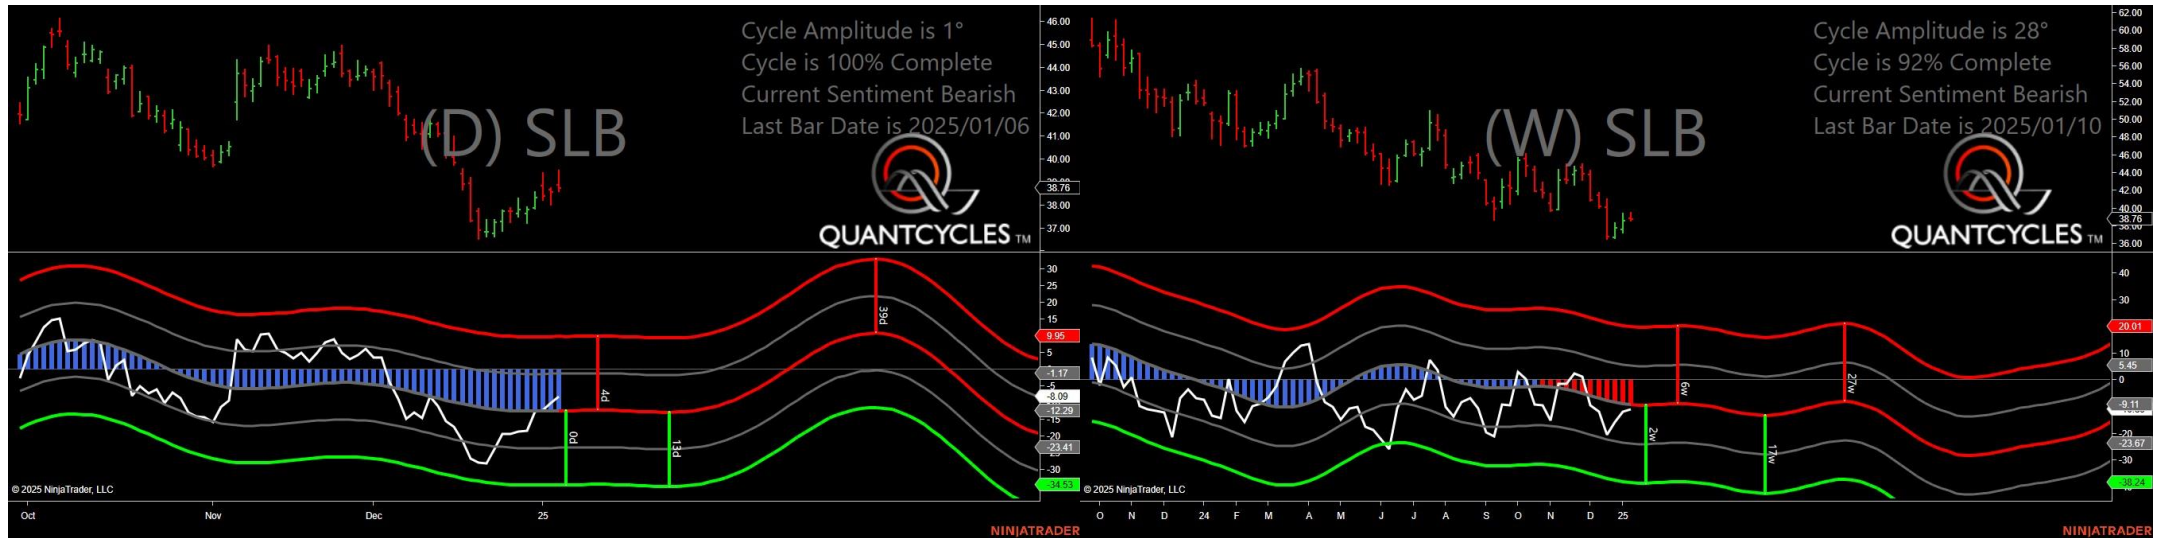 Cycle Amplitude is 1°
Cycle is 100% Complete
Current Sentiment Bearish
Last Bar Date is 2025/01/06
(D) SLB
QUANTCYCLES TM
46.00
45.00
44.00
43.00
42.00
41.00
40.00
38.76
38.00
37.00
30
25
20
15
9.95
5
-1.17
-5
-8.09
-12.29
-15
-20
-23.41
-30
-34.53
4d
0d
13d
39d
© 2025 NinjaTrader, LLC
Oct Nov Dec 25
NINJATRADER
Cycle Amplitude is 28°
Cycle is 92% Complete
Current Sentiment Bearish
Last Bar Date is 2025/01/10
(W) SLB
QUANTCYCLES TM
62.00
60.00
58.00
56.00
54.00
52.00
50.00
48.00
46.00
44.00
42.00
40.00
38.76
38.00
36.00
40
30
20.01
10
5.45
0
-9.11
-20
-23.67
-30
-38.24
2w
6w
17w
27w
© 2025 NinjaTrader, LLC
O N D 24 F M A M J J A S O N D 25
NINJATRADER